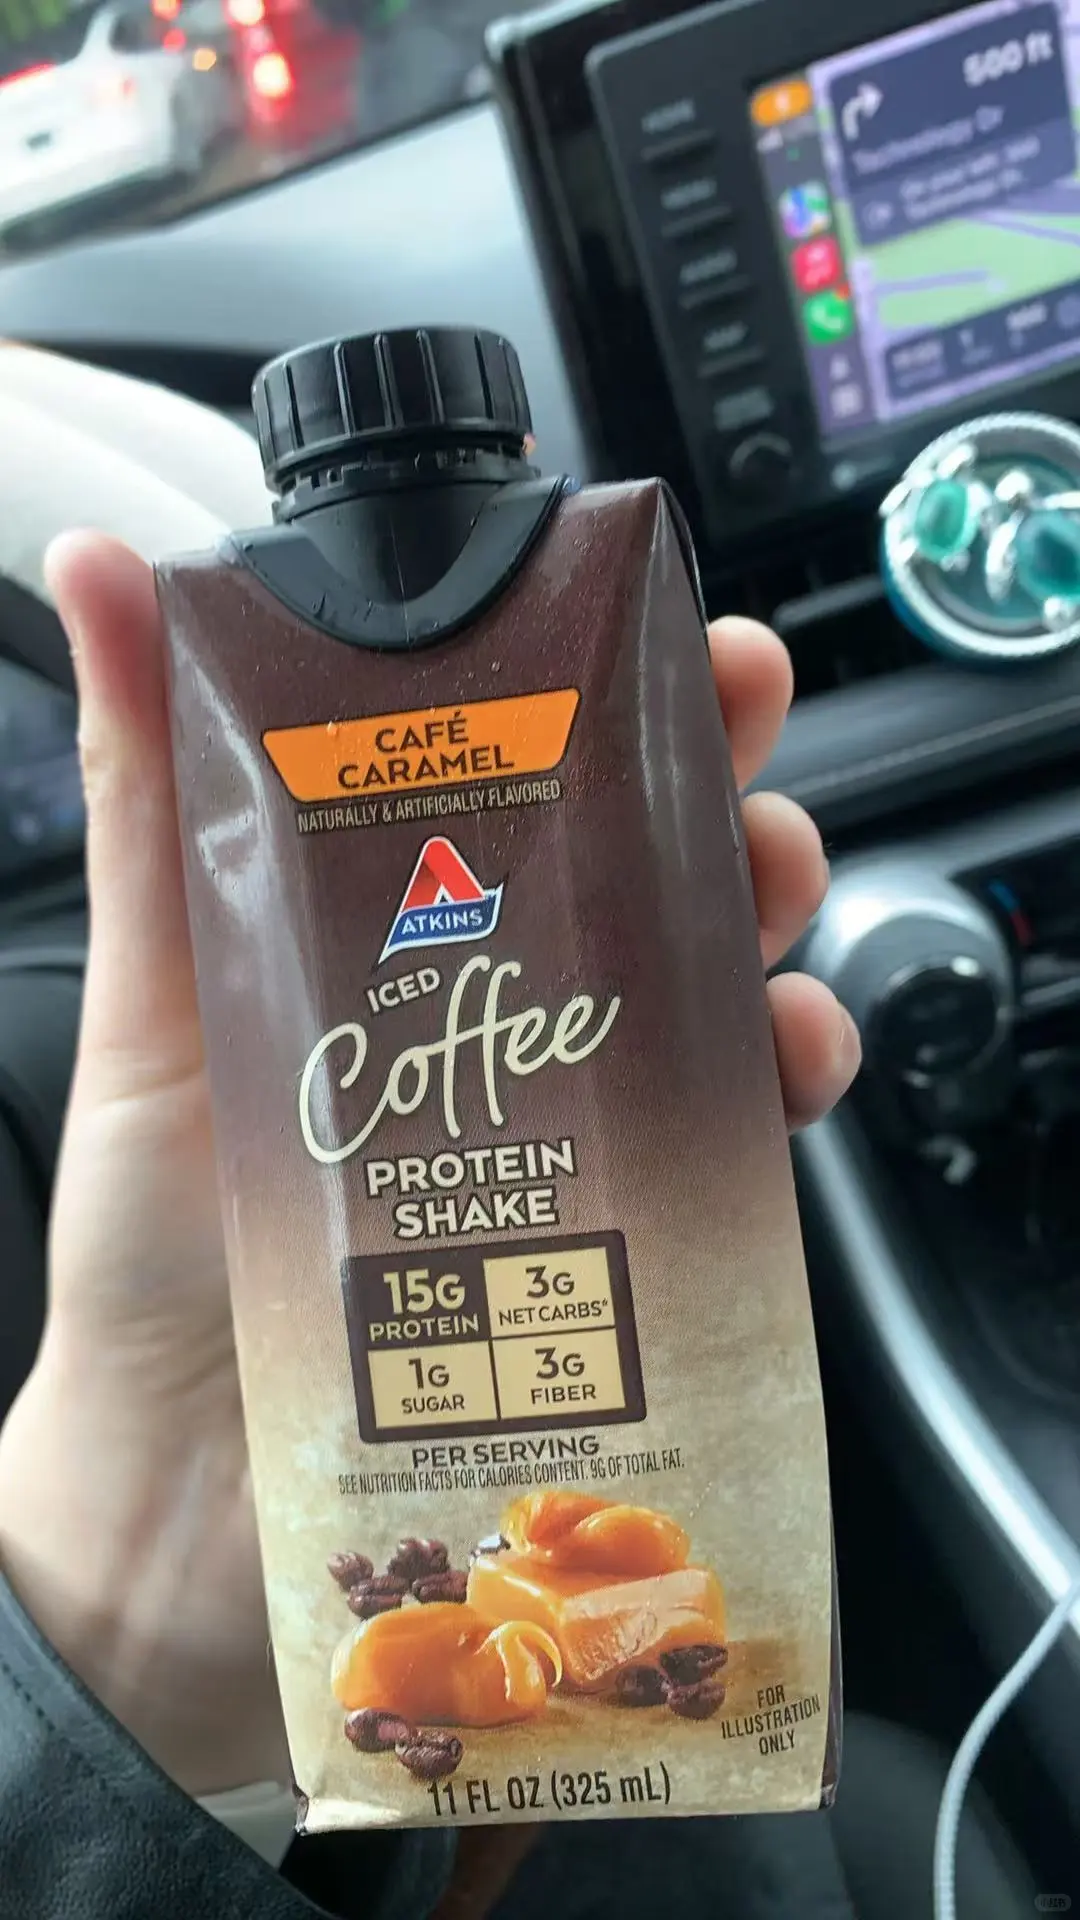 500 ft
Technology Dr
CAFÉ
CARAMEL
NATURALLY & ARTIFICIALLY FLAVORED
ATKINS
ICED
Coffee
PROTEIN
SHAKE
15G
PROTEIN
3G
NET CARBS*
1G
SUGAR
3G
FIBER
PER SERVING
SEE NUTRITION FACTS FOR CALORIES CONTENT. 9G OF TOTAL FAT.
FOR
ILLUSTRATION
ONLY
11 FL OZ (325 mL)